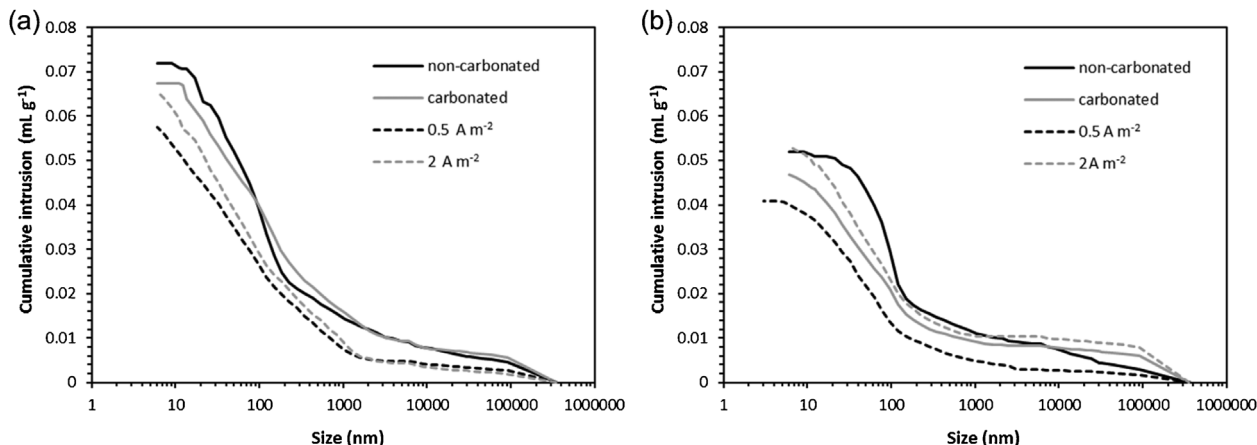 (a)
0.08
0.07
0.06
0.05
0.04
0.03
0.02
0.01
0
Cumulative intrusion (mL g⁻¹)
non-carbonated
carbonated
0.5 A m⁻²
2 A m⁻²
1 10 100 1000 10000 100000 1000000
Size (nm)
(b)
0.08
0.07
0.06
0.05
0.04
0.03
0.02
0.01
0
Cumulative intrusion (mL g⁻¹)
non-carbonated
carbonated
0.5 A m⁻²
2A m⁻²
1 10 100 1000 10000 100000 1000000
Size (nm)